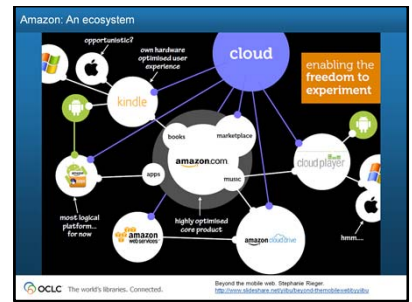 Amazon: An ecosystem
opportunistic?
own hardware
optimised user
experience
cloud
enabling the
freedom to
experiment
kindle
books
marketplace
amazon.com
apps
music
cloud player
most logical
platform...
for now
highly optimised
core product
hmm....
amazon
webservices
amazon clouddrive
OCLC The world's libraries. Connected.
Beyond the mobile web. Stephanie Rieger.
http://www.slideshare.net/yiibu/beyond-the-mobile-web-by-yiibu